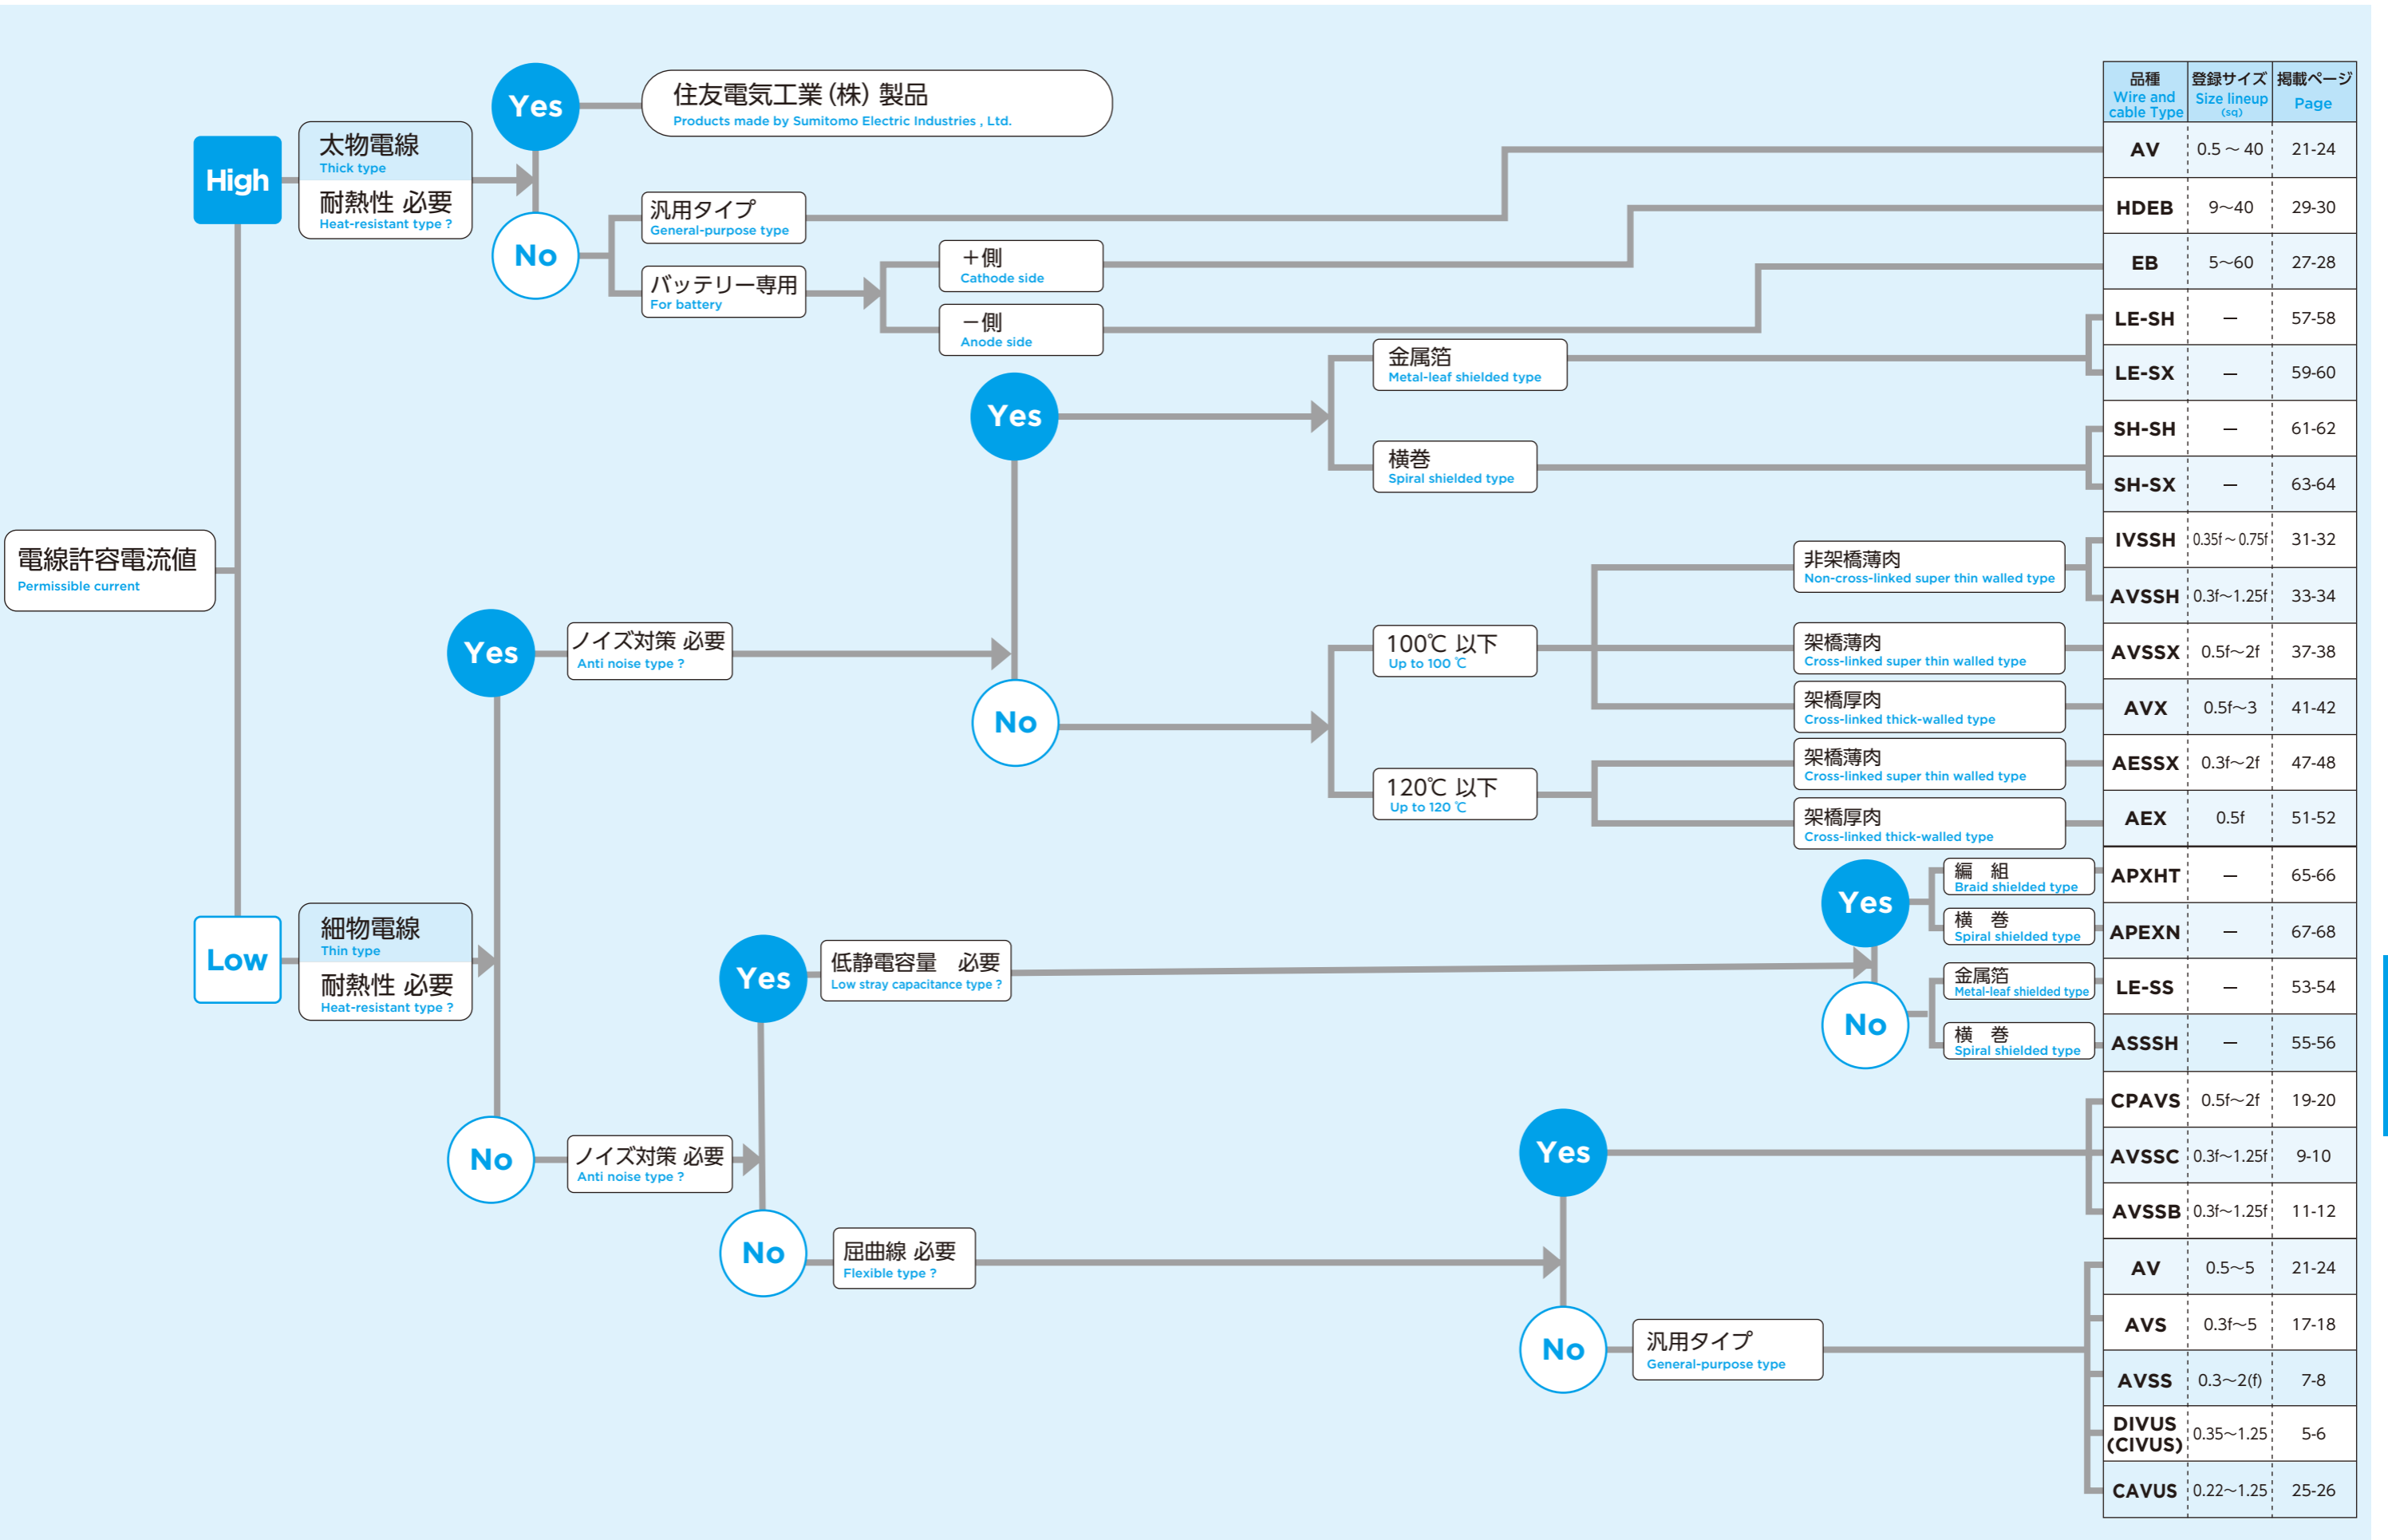 電線許容電流値
Permissible current
High
太物電線
Thick type
耐熱性 必要
Heat-resistant type ?
Yes
住友電気工業(株) 製品
Products made by Sumitomo Electric Industries , Ltd.
No
汎用タイプ
General-purpose type
バッテリー専用
For battery
+側
Cathode side
-側
Anode side
Low
細物電線
Thin type
耐熱性 必要
Heat-resistant type ?
Yes
ノイズ対策 必要
Anti noise type ?
Yes
金属箔
Metal-leaf shielded type
横巻
Spiral shielded type
No
100℃ 以下
Up to 100 ℃
非架橋薄肉
Non-cross-linked super thin walled type
架橋薄肉
Cross-linked super thin walled type
架橋厚肉
Cross-linked thick-walled type
120℃ 以下
Up to 120 ℃
架橋薄肉
Cross-linked super thin walled type
架橋厚肉
Cross-linked thick-walled type
No
ノイズ対策 必要
Anti noise type ?
Yes
低静電容量 必要
Low stray capacitance type ?
Yes
編 組
Braid shielded type
横 巻
Spiral shielded type
No
金属箔
Metal-leaf shielded type
横 巻
Spiral shielded type
No
屈曲線 必要
Flexible type ?
Yes
No
汎用タイプ
General-purpose type
品種 登録サイズ 掲載ページ
Wire and cable Type Size lineup (sq) Page
AV 0.5 ～ 40 21-24
HDEB 9～40 29-30
EB 5～60 27-28
LE-SH — 57-58
LE-SX — 59-60
SH-SH — 61-62
SH-SX — 63-64
IVSSH 0.35f～0.75f 31-32
AVSSH 0.3f～1.25f 33-34
AVSSX 0.5f～2f 37-38
AVX 0.5f～3 41-42
AESSX 0.3f～2f 47-48
AEX 0.5f 51-52
APXHT — 65-66
APEXN — 67-68
LE-SS — 53-54
ASSSH — 55-56
CPAVS 0.5f～2f 19-20
AVSSC 0.3f～1.25f 9-10
AVSSB 0.3f～1.25f 11-12
AV 0.5～5 21-24
AVS 0.3f～5 17-18
AVSS 0.3～2(f) 7-8
DIVUS (CIVUS) 0.35～1.25 5-6
CAVUS 0.22～1.25 25-26